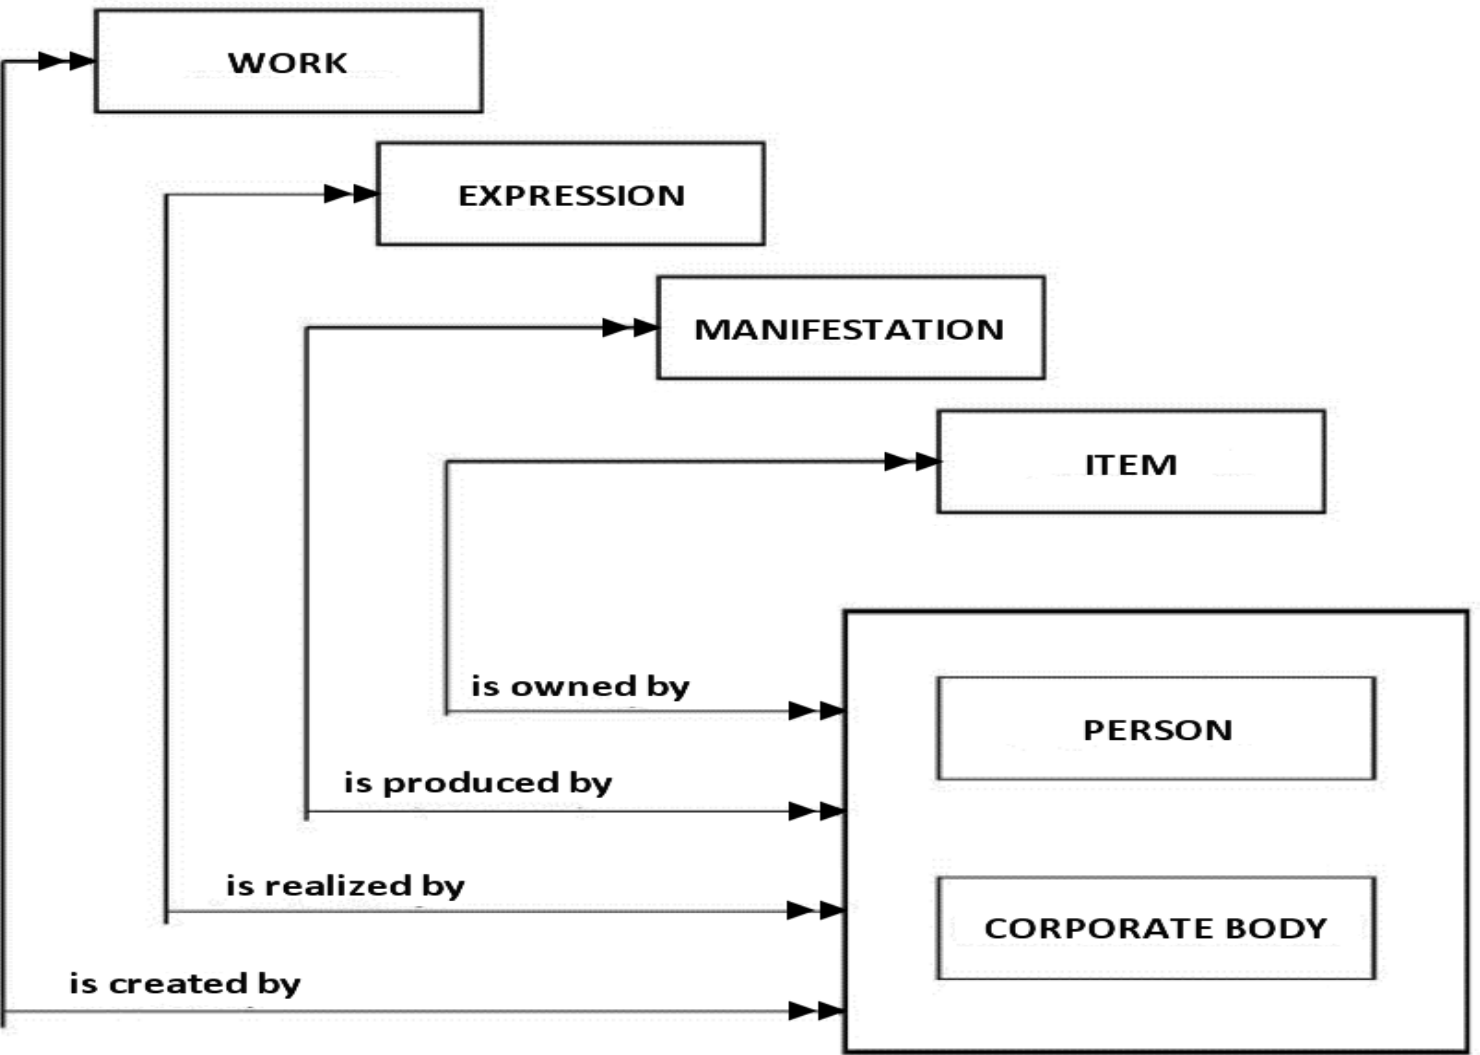 WORK
EXPRESSION
MANIFESTATION
ITEM
is owned by
PERSON
is produced by
is realized by
CORPORATE BODY
is created by